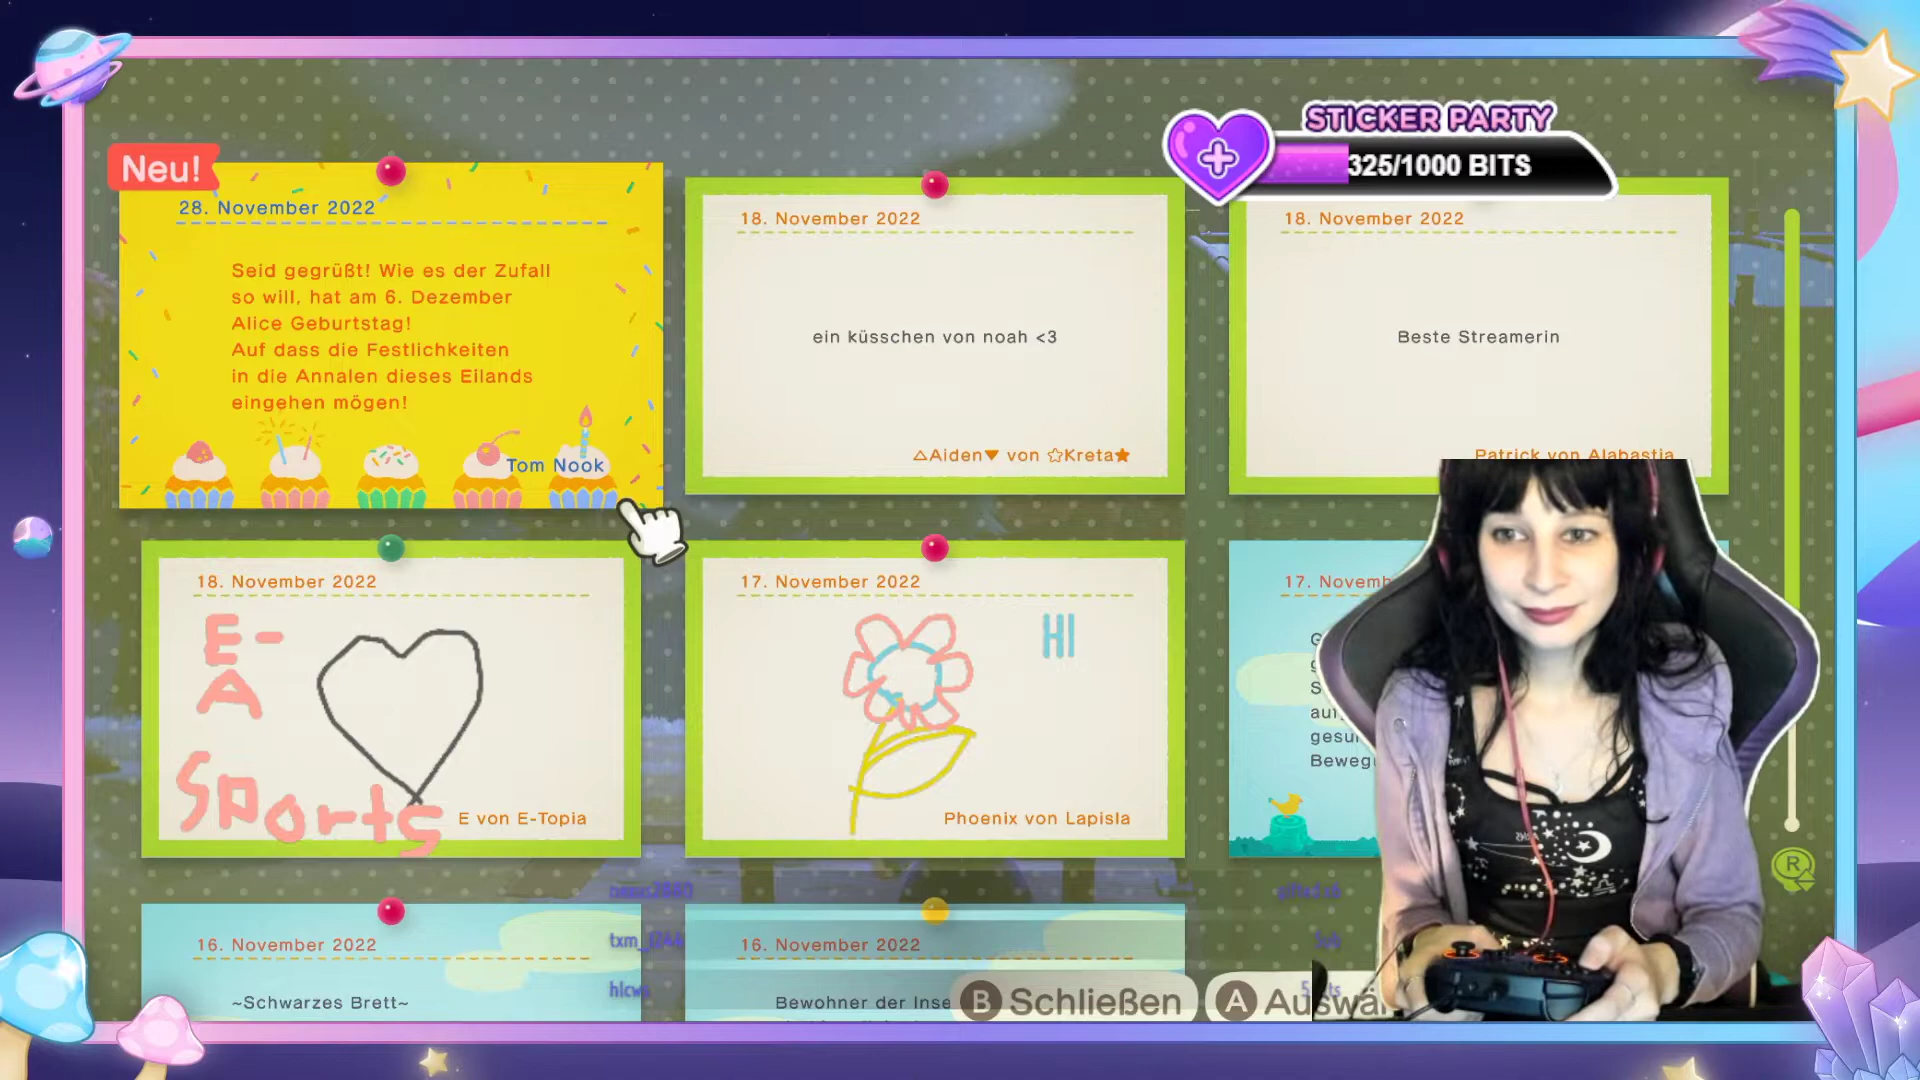 STICKER PARTY
325/1000 BITS
Neu!
28. November 2022
Seid gegrüßt! Wie es der Zufall
so will, hat am 6. Dezember
Alice Geburtstag!
Auf dass die Festlichkeiten
in die Annalen dieses Eilands
eingehen mögen!
Tom Nook
18. November 2022
ein küsschen von noah <3
△Aiden▼ von ☆Kreta★
18. November 2022
Beste Streamerin
Patrick von Alabastia
18. November 2022
E-
A
Sports
E von E-Topia
17. November 2022
HI
Phoenix von Lapisla
17.
16. November 2022
~Schwarzes Brett~
16. November 2022
Bewohner der
B Schließen
A
R